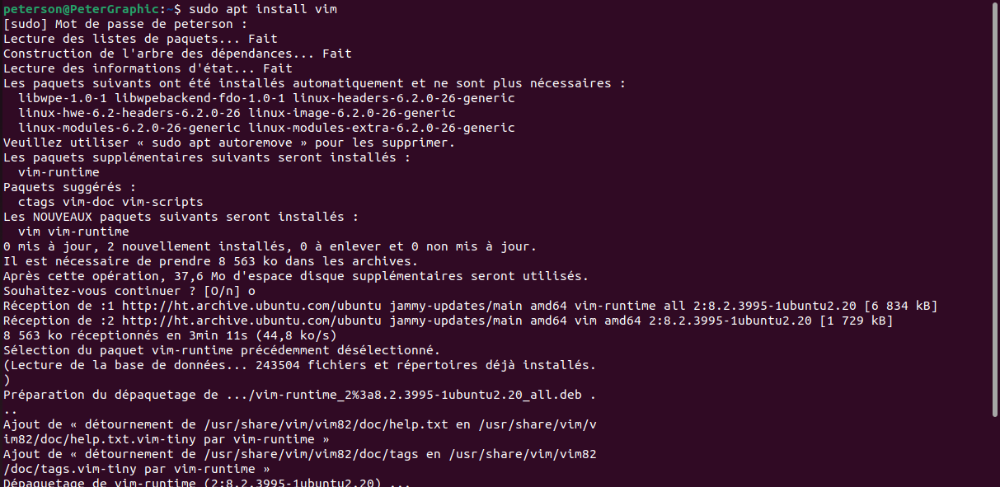 peterson@PeterGraphic:~$ sudo apt install vim
[sudo] Mot de passe de peterson :
Lecture des listes de paquets... Fait
Construction de l'arbre des dépendances... Fait
Lecture des informations d'état... Fait
Les paquets suivants ont été installés automatiquement et ne sont plus nécessaires :
  libwpe-1.0-1 libwpebackend-fdo-1.0-1 linux-headers-6.2.0-26-generic
  linux-hwe-6.2-headers-6.2.0-26 linux-image-6.2.0-26-generic
  linux-modules-6.2.0-26-generic linux-modules-extra-6.2.0-26-generic
Veuillez utiliser « sudo apt autoremove » pour les supprimer.
Les paquets supplémentaires suivants seront installés :
  vim-runtime
Paquets suggérés :
  ctags vim-doc vim-scripts
Les NOUVEAUX paquets suivants seront installés :
  vim vim-runtime
0 mis à jour, 2 nouvellement installés, 0 à enlever et 0 non mis à jour.
Il est nécessaire de prendre 8 563 ko dans les archives.
Après cette opération, 37,6 Mo d'espace disque supplémentaires seront utilisés.
Souhaitez-vous continuer ? [O/n] o
Réception de :1 http://ht.archive.ubuntu.com/ubuntu jammy-updates/main amd64 vim-runtime all 2:8.2.3995-1ubuntu2.20 [6 834 kB]
Réception de :2 http://ht.archive.ubuntu.com/ubuntu jammy-updates/main amd64 vim amd64 2:8.2.3995-1ubuntu2.20 [1 729 kB]
8 563 ko réceptionnés en 3min 11s (44,8 ko/s)
Sélection du paquet vim-runtime précédemment désélectionné.
(Lecture de la base de données... 243504 fichiers et répertoires déjà installés.
)
Préparation du dépaquetage de .../vim-runtime_2%3a8.2.3995-1ubuntu2.20_all.deb .
..
Ajout de « détournement de /usr/share/vim/vim82/doc/help.txt en /usr/share/vim/v
im82/doc/help.txt.vim-tiny par vim-runtime »
Ajout de « détournement de /usr/share/vim/vim82/doc/tags en /usr/share/vim/vim82
/doc/tags.vim-tiny par vim-runtime »
Dépaquetage de vim-runtime (2:8.2.3995-1ubuntu2.20) ...